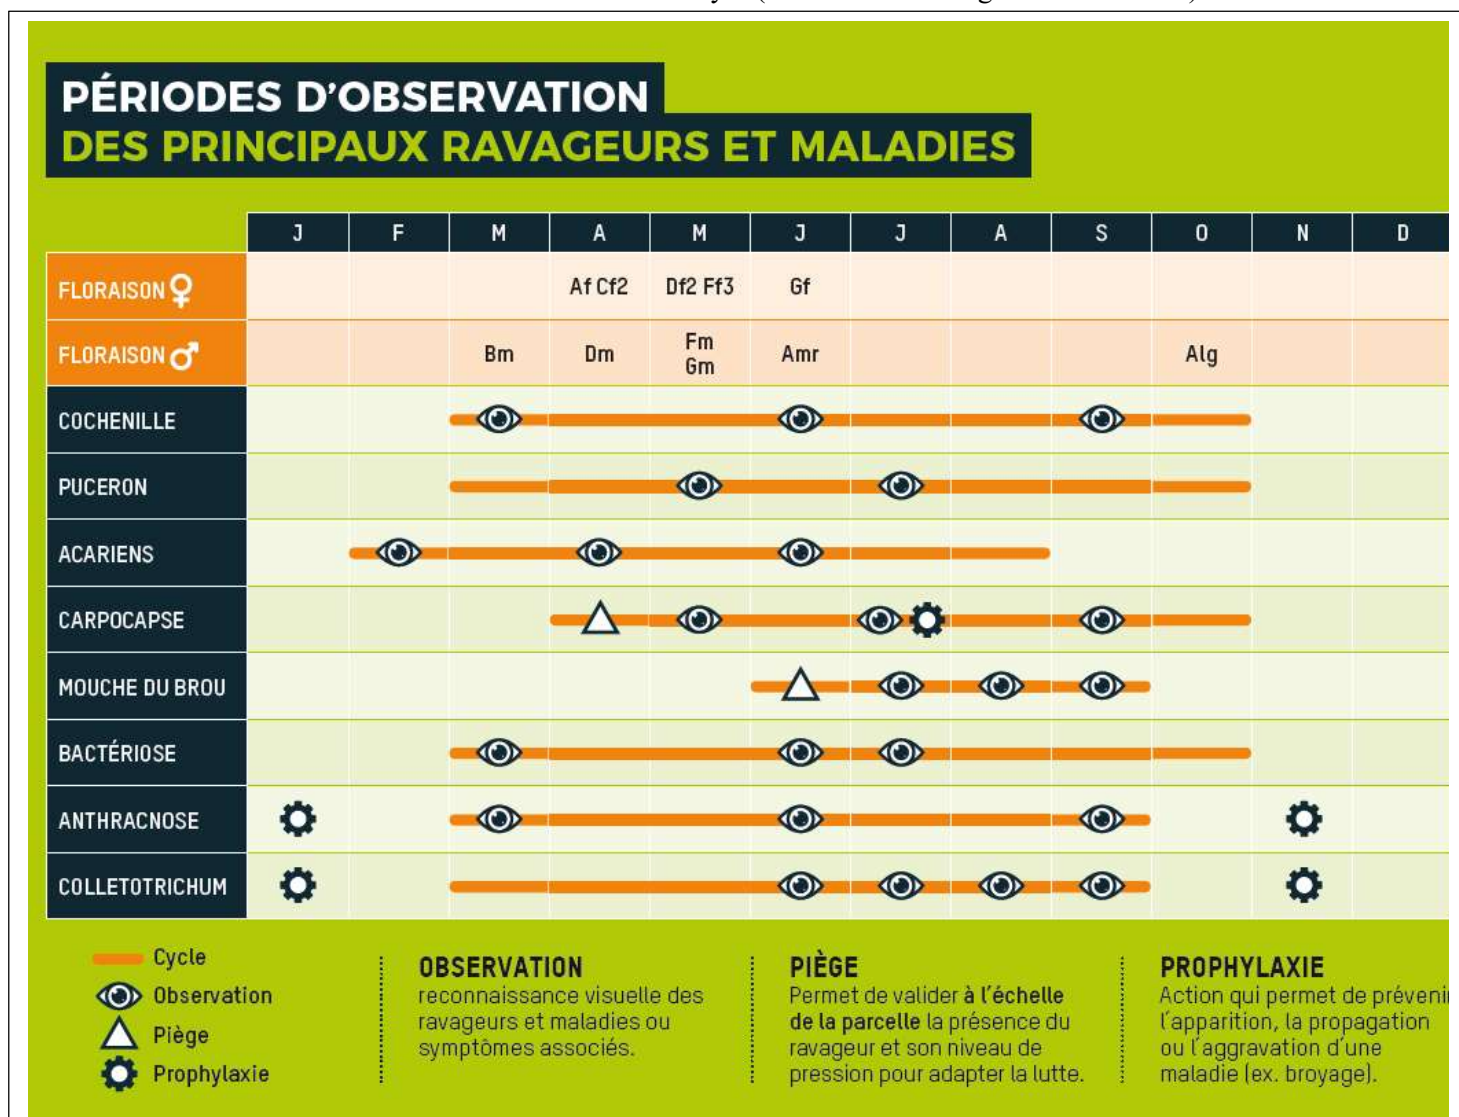 PÉRIODES D'OBSERVATION
DES PRINCIPAUX RAVAGEURS ET MALADIES
J F M A M J J A S O N D
FLORAISON ♀ Af Cf2 Df2 Ff3 Gf
FLORAISON ♂ Bm Dm Fm Gm Amr Alg
COCHENILLE
PUCERON
ACARIENS
CARPOCAPSE
MOUCHE DU BROU
BACTÉRIOSE
ANTHRACNOSE
COLLETOTRICHUM
Cycle
Observation
Piège
Prophylaxie
OBSERVATION
reconnaissance visuelle des
ravageurs et maladies ou
symptômes associés.
PIÈGE
Permet de valider à l'échelle
de la parcelle la présence du
ravageur et son niveau de
pression pour adapter la lutte.
PROPHYLAXIE
Action qui permet de préveni
l'apparition, la propagation
ou l'aggravation d'une
maladie (ex. broyage).